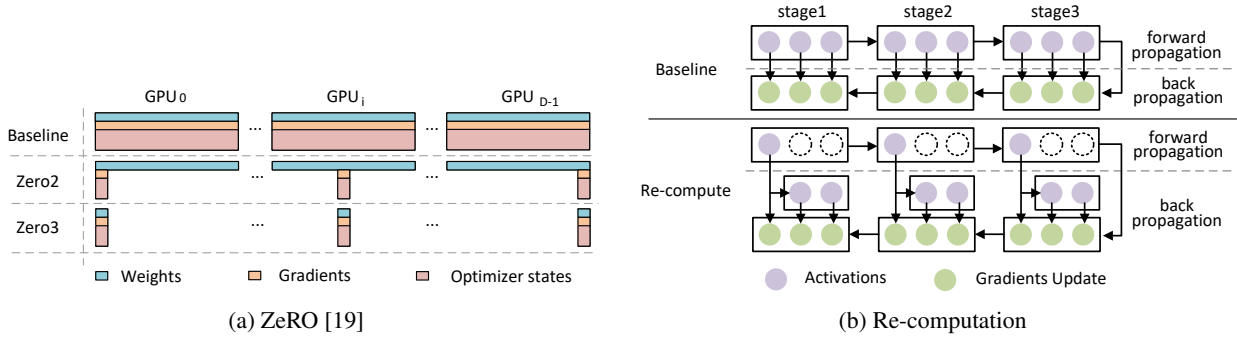 GPU 0 GPU i GPU D-1
Baseline
... ...
Zero2
... ...
Zero3
... ...
Weights Gradients Optimizer states
(a) ZeRO [19]
stage1 stage2 stage3
Baseline
forward
propagation
back
propagation
Re-compute
forward
propagation
back
propagation
Activations Gradients Update
(b) Re-computation